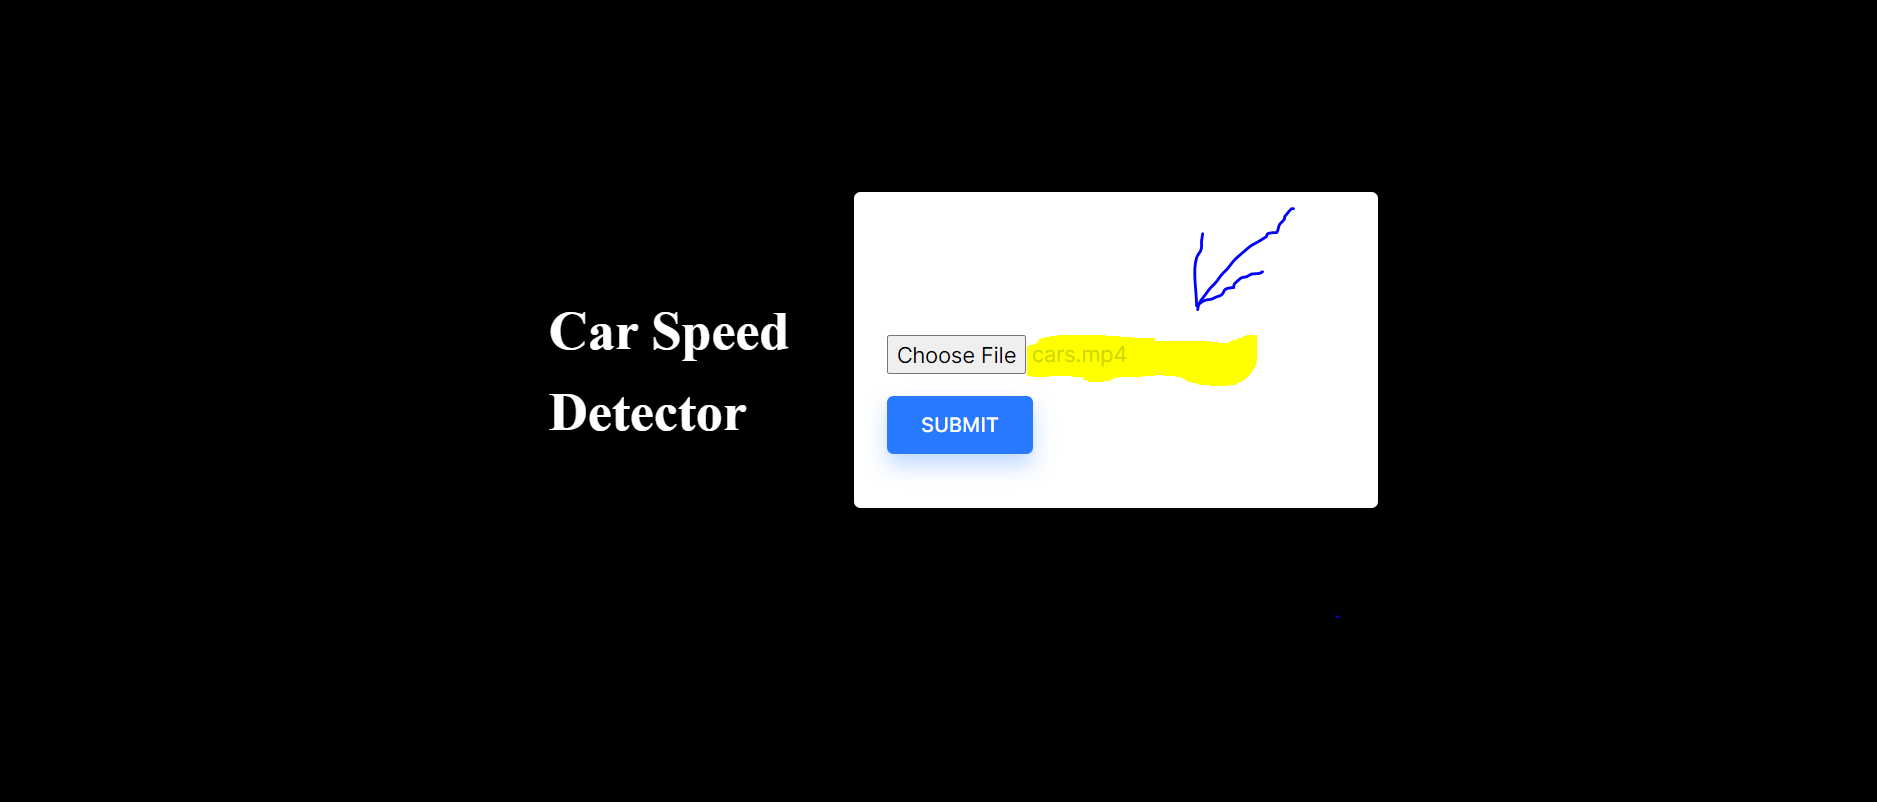 Car Speed
Detector
Choose File cars.mp4
SUBMIT